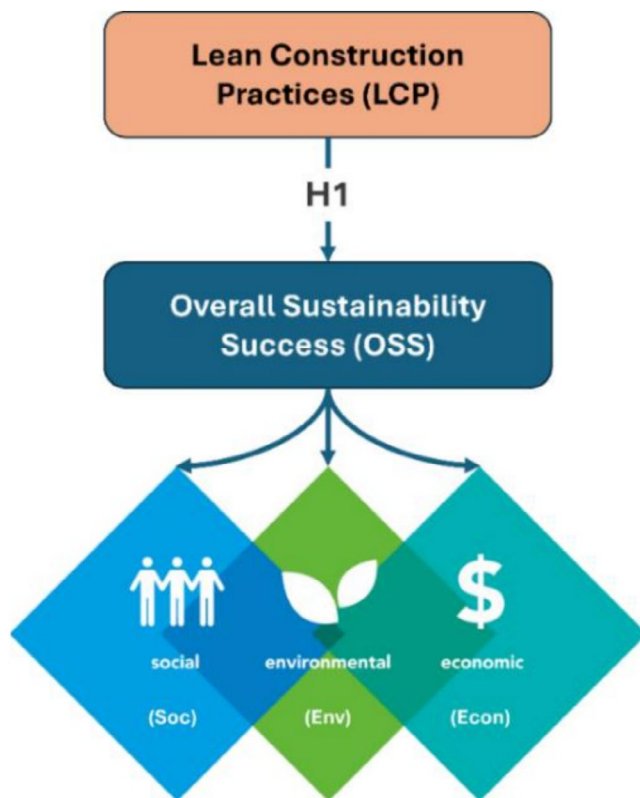 Lean Construction
Practices (LCP)
H1
Overall Sustainability
Success (OSS)
$
social environmental economic
(Soc) (Env) (Econ)